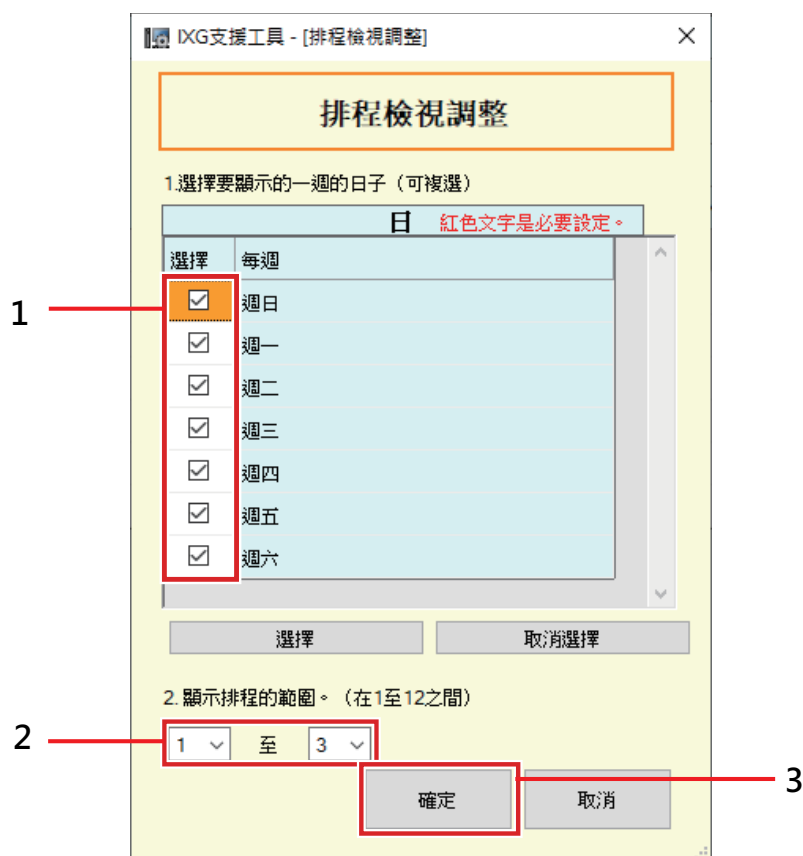 IXG支援工具 - [排程檢視調整]
排程檢視調整
1.選擇要顯示的一週的日子（可複選）
日 紅色文字是必要設定。
選擇 每週
1
週日
週一
週二
週三
週四
週五
週六
選擇 取消選擇
2. 顯示排程的範圍。（在1至12之間）
2
1 至 3
確定 取消
3